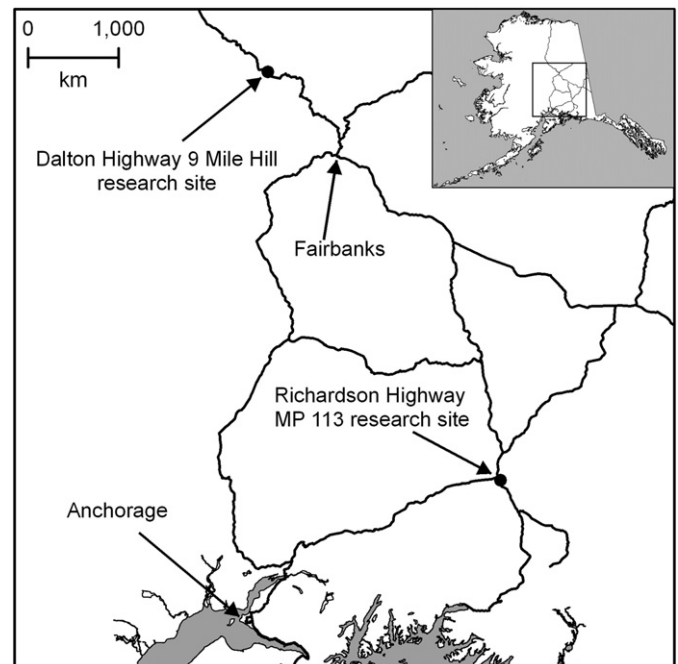 0 1,000
km
Dalton Highway 9 Mile Hill
research site
Fairbanks
Richardson Highway
MP 113 research site
Anchorage